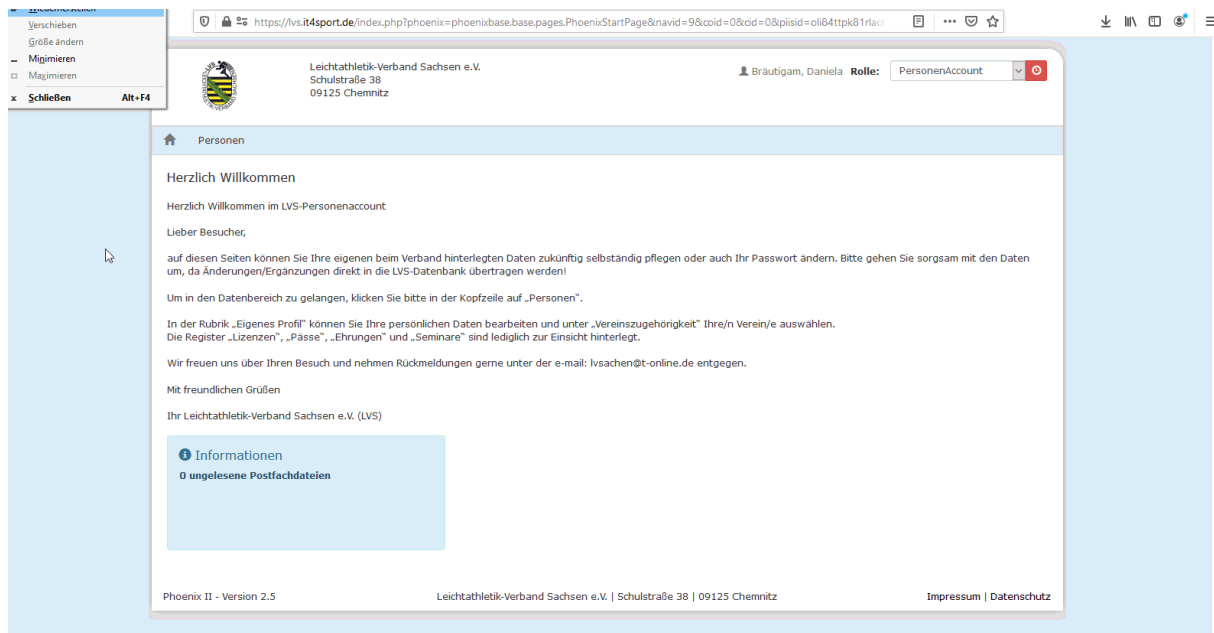 Wiederherstellen
Verschieben
Größe ändern
Minimieren
Maximieren
x Schließen Alt+F4
https://lvs.it4sport.de/index.php?phoenix=phoenixbase.base.pages.PhoenixStartPage&navid=9&coid=0&cid=0&piisid=oli84ttpk81rlacr
Leichtathletik-Verband Sachsen e.V.
Schulstraße 38
09125 Chemnitz
Bräutigam, Daniela Rolle: PersonenAccount
Personen
Herzlich Willkommen
Herzlich Willkommen im LVS-Personenaccount
Lieber Besucher,
auf diesen Seiten können Sie Ihre eigenen beim Verband hinterlegten Daten zukünftig selbständig pflegen oder auch Ihr Passwort ändern. Bitte gehen Sie sorgsam mit den Daten
um, da Änderungen/Ergänzungen direkt in die LVS-Datenbank übertragen werden!
Um in den Datenbereich zu gelangen, klicken Sie bitte in der Kopfzeile auf „Personen“.
In der Rubrik „Eigenes Profil“ können Sie Ihre persönlichen Daten bearbeiten und unter „Vereinszugehörigkeit“ Ihre/n Verein/e auswählen.
Die Register „Lizenzen“, „Pässe“, „Ehrungen“ und „Seminare“ sind lediglich zur Einsicht hinterlegt.
Wir freuen uns über Ihren Besuch und nehmen Rückmeldungen gerne unter der e-mail: lvsachen@t-online.de entgegen.
Mit freundlichen Grüßen
Ihr Leichtathletik-Verband Sachsen e.V. (LVS)
Informationen
0 ungelesene Postfachdateien
Phoenix II - Version 2.5
Leichtathletik-Verband Sachsen e.V. | Schulstraße 38 | 09125 Chemnitz
Impressum | Datenschutz